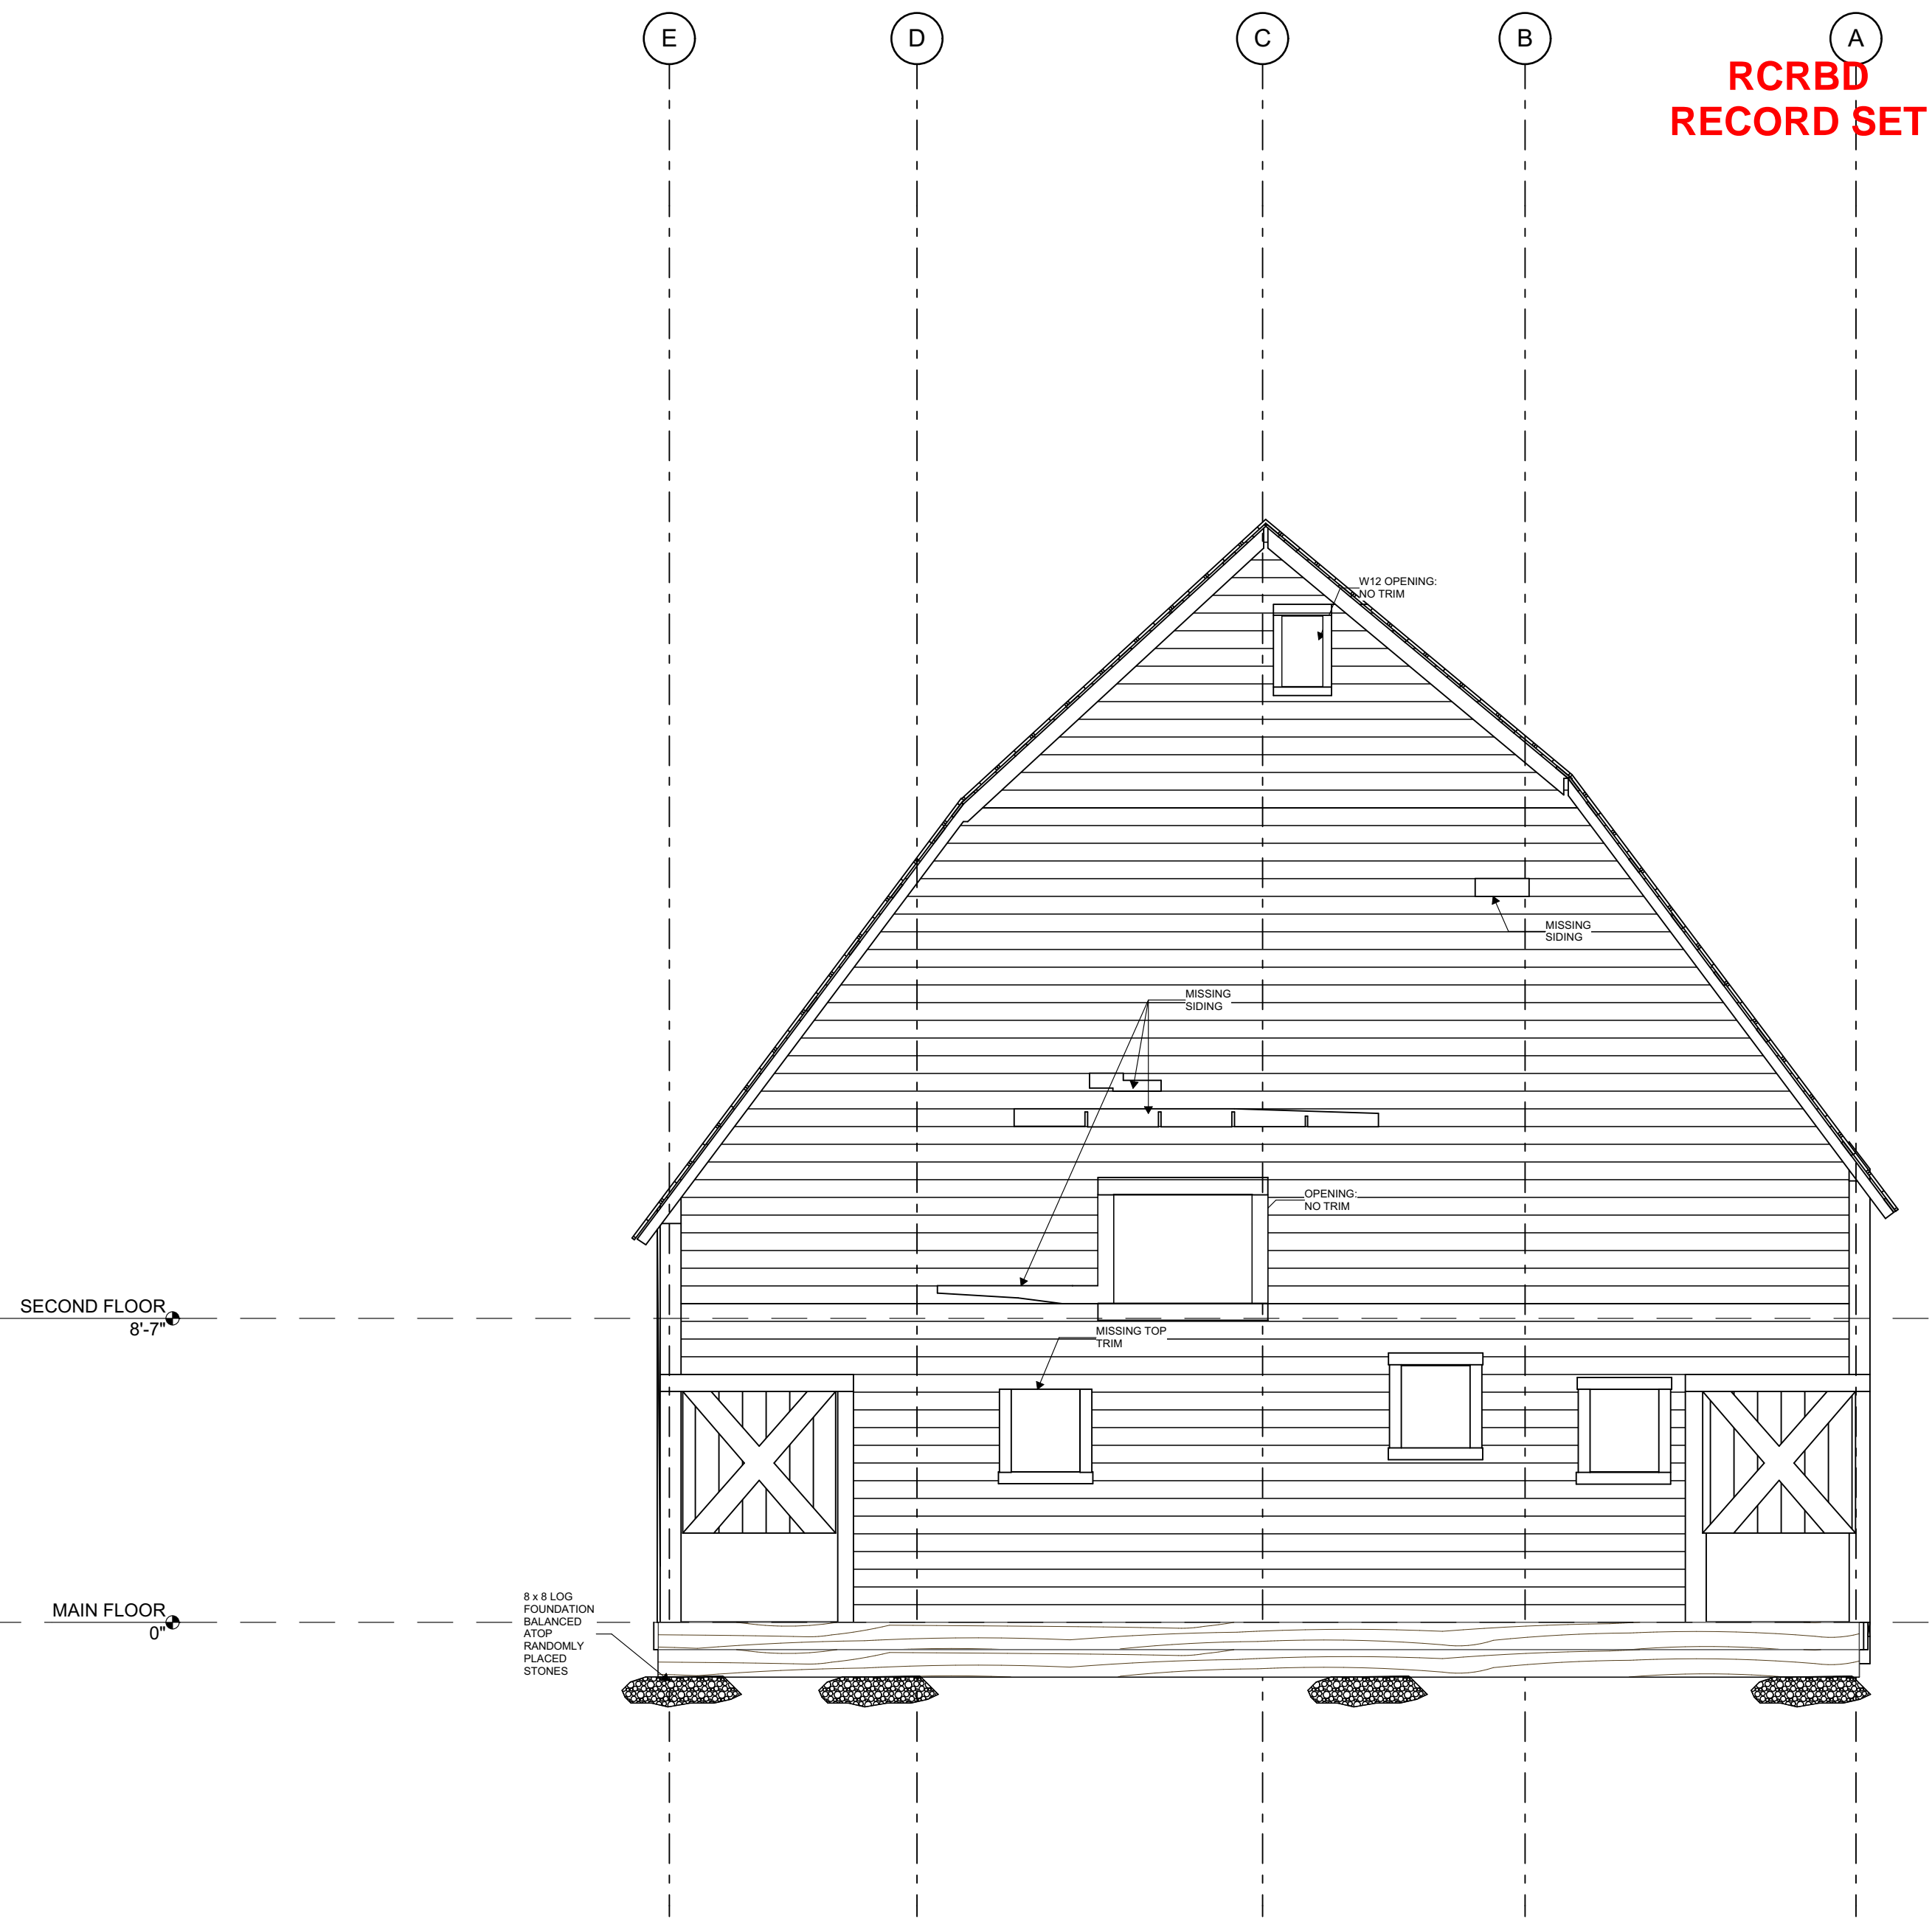 E
D
C
B
A
RCRBD
RECORD SET
W12 OPENING:
NO TRIM
MISSING
SIDING
MISSING
SIDING
OPENING:
NO TRIM
SECOND FLOOR
8'-7"
MISSING TOP
TRIM
8 x 8 LOG
FOUNDATION
BALANCED
ATOP
RANDOMLY
PLACED
STONES
MAIN FLOOR
0"